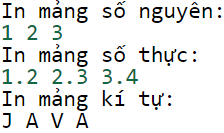 In mảng số nguyên:
1 2 3
In mảng số thực:
1.2 2.3 3.4
In mảng kí tự:
J A V A